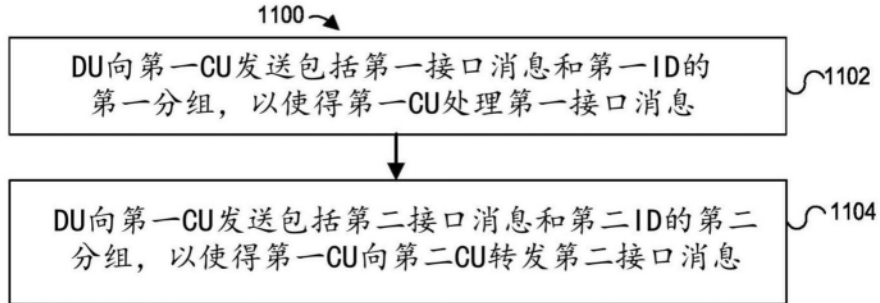 1100
DU向第一CU发送包括第一接口消息和第一ID的
第一分组，以使得第一CU处理第一接口消息
1102
DU向第一CU发送包括第二接口消息和第二ID的第二
分组，以使得第一CU向第二CU转发第二接口消息
1104